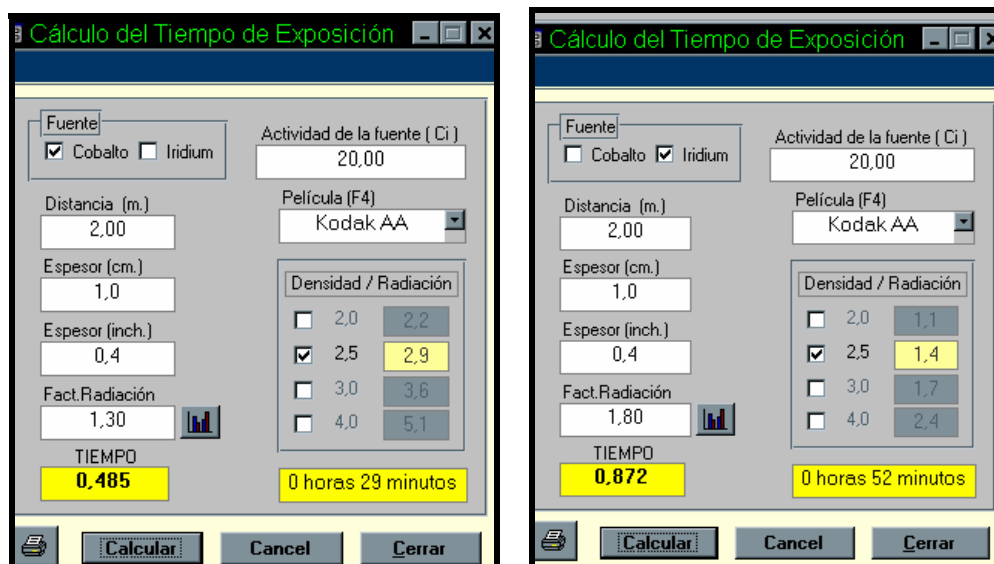 Cálculo del Tiempo de Exposición
Fuente
Cobalto Iridium
Actividad de la fuente ( Ci )
20,00
Distancia (m.)
2,00
Película (F4)
Kodak AA
Espesor (cm.)
1,0
Espesor (inch.)
0,4
Fact.Radiación
1,30
TIEMPO
0,485
Densidad / Radiación
2,0 2,2
2,5 2,9
3,0 3,6
4,0 5,1
0 horas 29 minutos
Calcular Cancel Cerrar
Cálculo del Tiempo de Exposición
Fuente
Cobalto Iridium
Actividad de la fuente ( Ci )
20,00
Distancia (m.)
2,00
Película (F4)
Kodak AA
Espesor (cm.)
1,0
Espesor (inch.)
0,4
Fact.Radiación
1,80
TIEMPO
0,872
Densidad / Radiación
2,0 1,1
2,5 1,4
3,0 1,7
4,0 2,4
0 horas 52 minutos
Calcular Cancel Cerrar